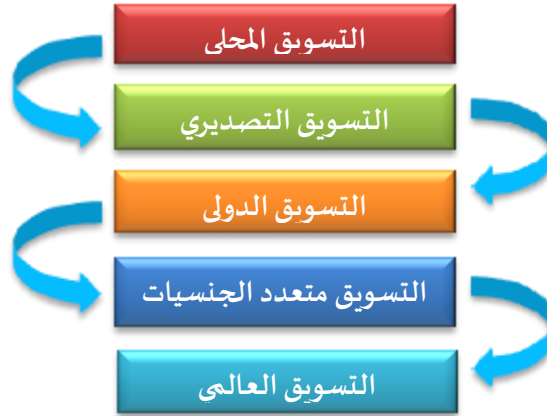 التسويق المحلى
التسويق التصديري
التسويق الدولى
التسويق متعدد الجنسيات
التسويق العالمى